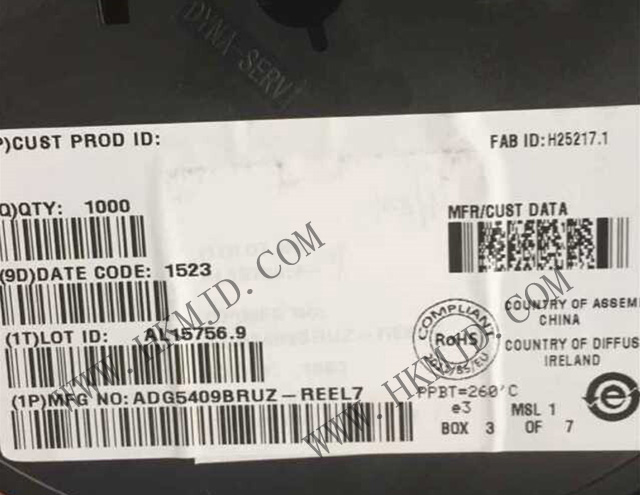 DYNA-SERV
P)CUST PROD ID:
FAB ID: H25217.1
Q)QTY: 1000
MFR/CUST DATA
(9D)DATE CODE: 1523
COMPLIANT
RoHS
COUNTRY OF ASSEM
CHINA
(1T)LOT ID: AL15756.9
COUNTRY OF DIFFUS
IRELAND
(1P)MFG NO: ADG5409BRUZ-REEL7
PPBT=260°C
e3 MSL 1
BOX 3 OF 7
e
WWW.HKMJD.COM
WWW.HKMJD.COM